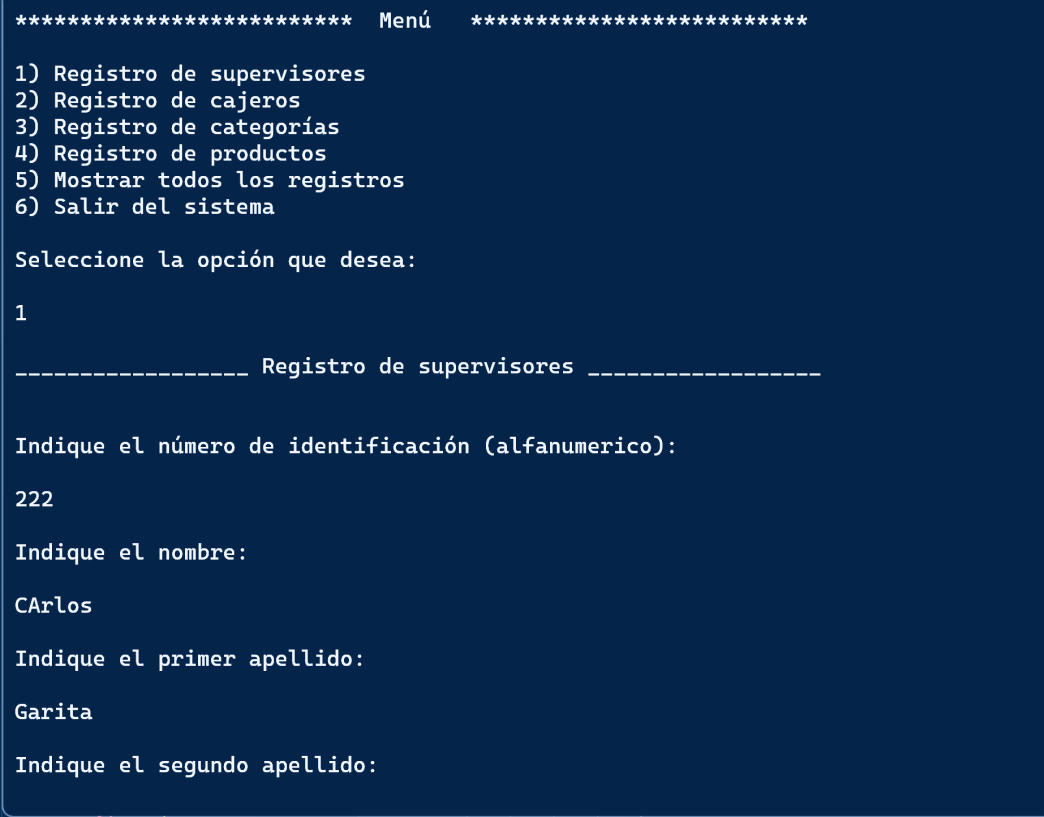 ************************** Menú **************************
1) Registro de supervisores
2) Registro de cajeros
3) Registro de categorías
4) Registro de productos
5) Mostrar todos los registros
6) Salir del sistema
Seleccione la opción que desea:
1
__________________ Registro de supervisores __________________
Indique el número de identificación (alfanumerico):
222
Indique el nombre:
CArlos
Indique el primer apellido:
Garita
Indique el segundo apellido: